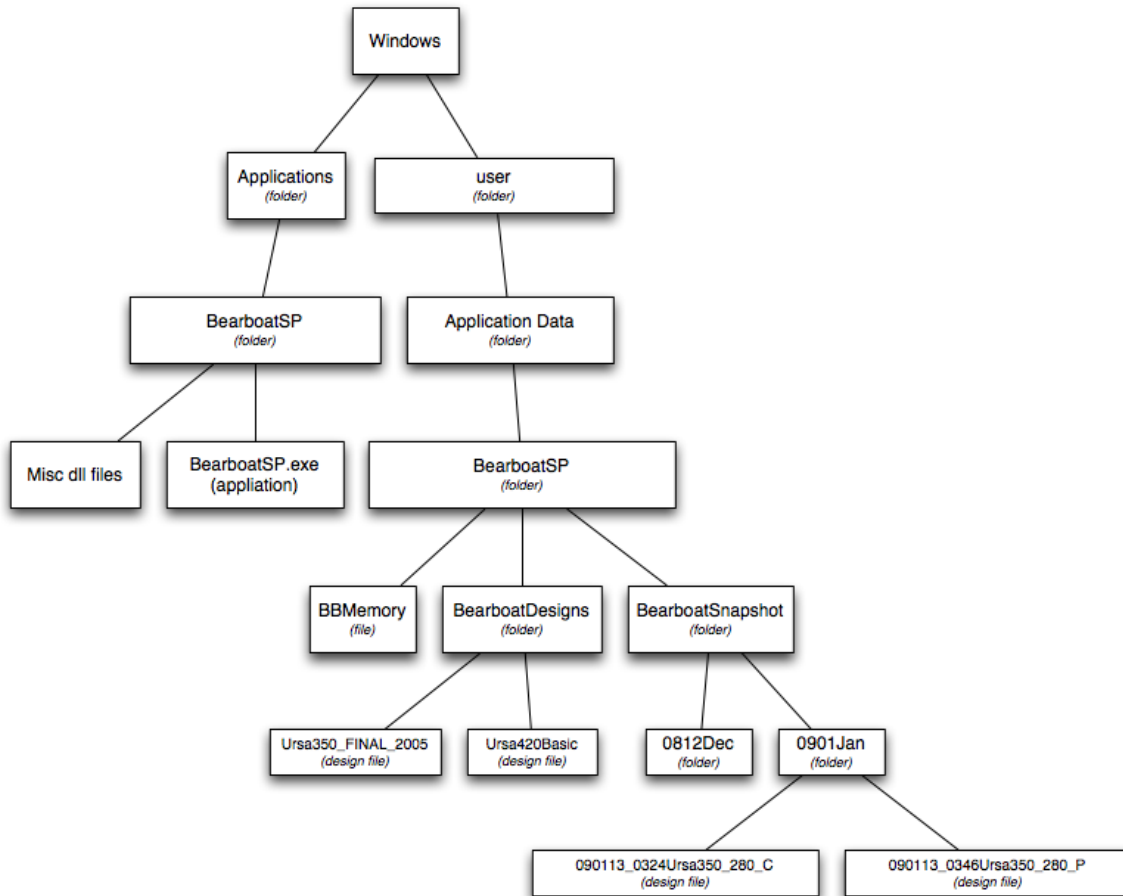 Windows
Applications
(folder)
user
(folder)
BearboatSP
(folder)
Application Data
(folder)
Misc dll files
BearboatSP.exe
(appliation)
BearboatSP
(folder)
BBMemory
(file)
BearboatDesigns
(folder)
BearboatSnapshot
(folder)
Ursa350_FINAL_2005
(design file)
Ursa420Basic
(design file)
0812Dec
(folder)
0901Jan
(folder)
090113_0324Ursa350_280_C
(design file)
090113_0346Ursa350_280_P
(design file)